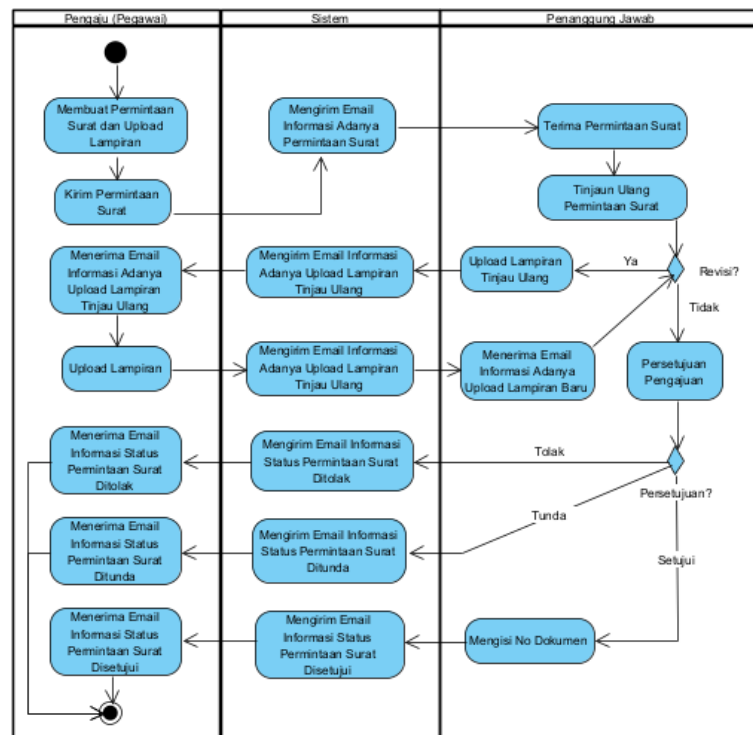 Pengaju (Pegawai)
Sistem
Penanggung Jawab
Membuat Permintaan
Surat dan Upload
Lampiran
Mengirim Email
Informasi Adanya
Permintaan Surat
Terima Permintaan Surat
Kirim Permintaan
Surat
Tinjaun Ulang
Permintaan Surat
Menerima Email
Informasi Adanya
Upload Lampiran
Tinjau Ulang
Mengirim Email Informasi
Adanya Upload Lampiran
Tinjau Ulang
Upload Lampiran
Tinjau Ulang
Ya
Revisi?
Tidak
Upload Lampiran
Mengirim Email Informasi
Adanya Upload Lampiran
Tinjau Ulang
Menerima Email
Informasi Adanya
Upload Lampiran Baru
Persetujuan
Pengajuan
Menerima Email
Informasi Status
Permintaan Surat
Ditolak
Mengirim Email Informasi
Status Permintaan Surat
Ditolak
Tolak
Persetujuan?
Tunda
Menerima Email
Informasi Status
Permintaan Surat
Ditunda
Mengirim Email Informasi
Status Permintaan Surat
Ditunda
Setujui
Menerima Email
Informasi Status
Permintaan Surat
Disetujui
Mengirim Email
Informasi Status
Permintaan Surat
Disetujui
Mengisi No Dokumen